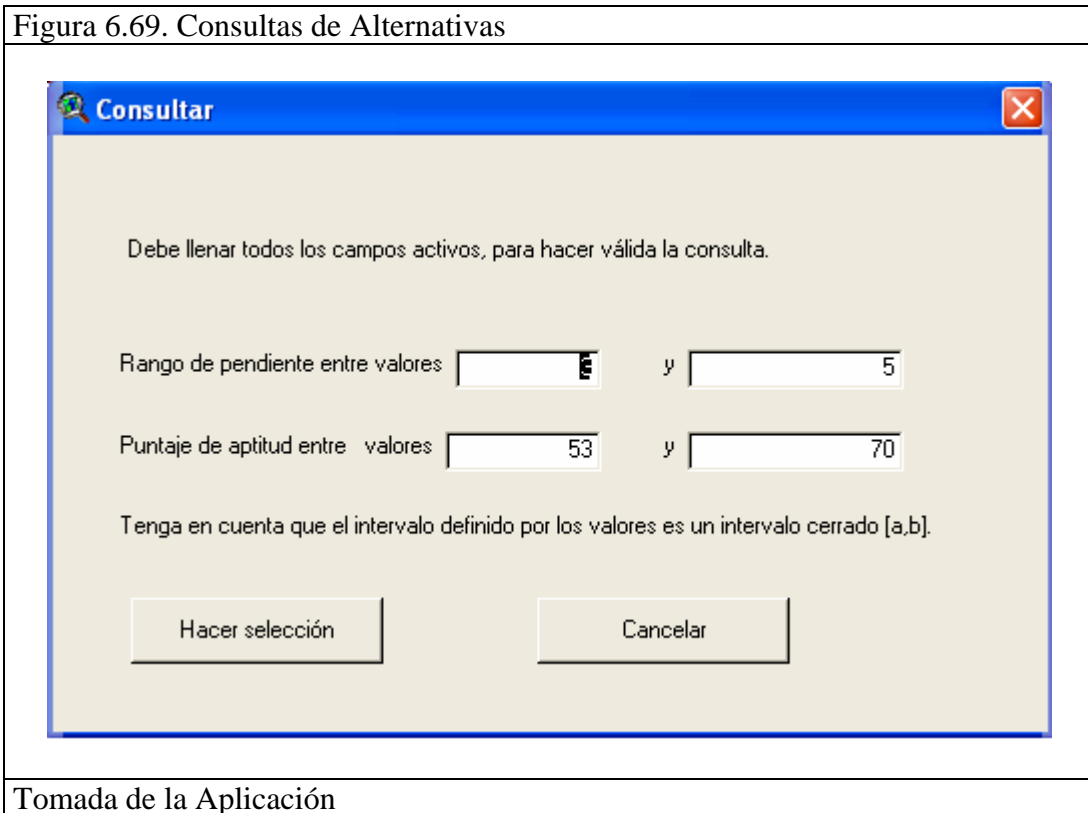 Figura 6.69. Consultas de Alternativas
Consultar
Debe llenar todos los campos activos, para hacer válida la consulta.
Rango de pendiente entre valores y 5
Puntaje de aptitud entre valores 53 y 70
Tenga en cuenta que el intervalo definido por los valores es un intervalo cerrado [a,b].
Hacer selección Cancelar
Tomada de la Aplicación